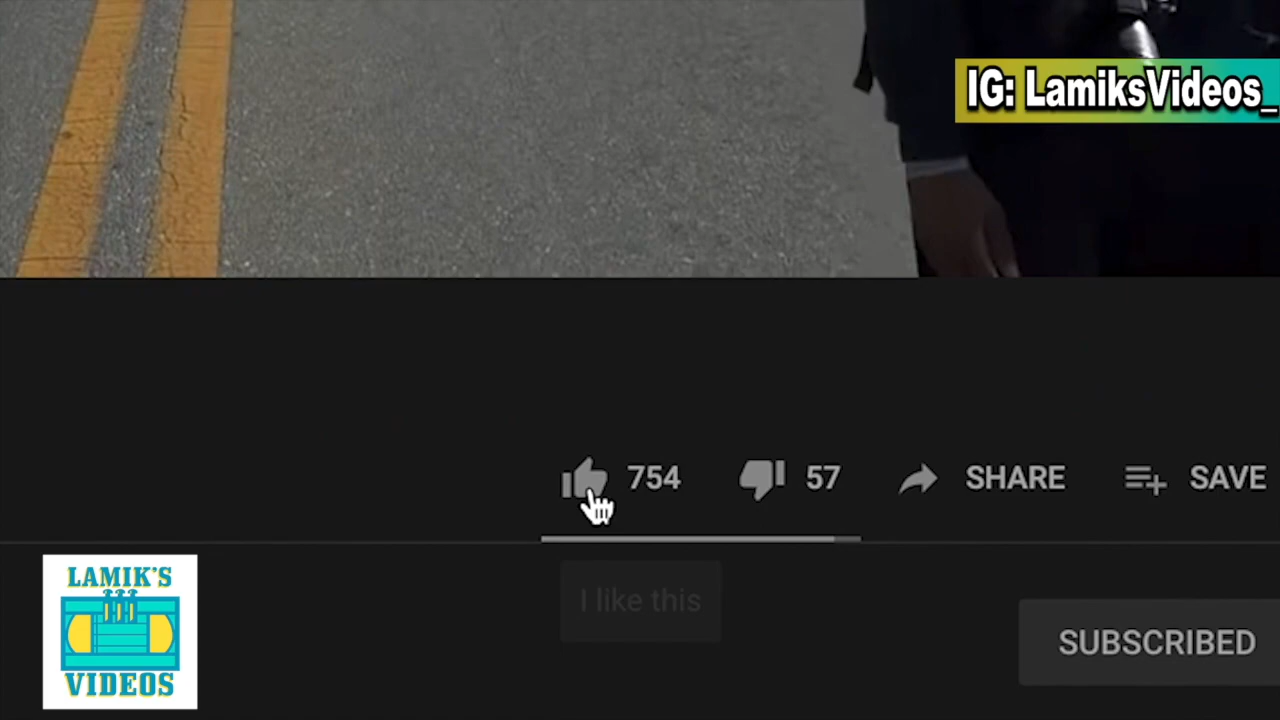 IG: LamiksVideos_
754
57
SHARE
SAVE
I like this
SUBSCRIBED
LAMIK'S
VIDEOS